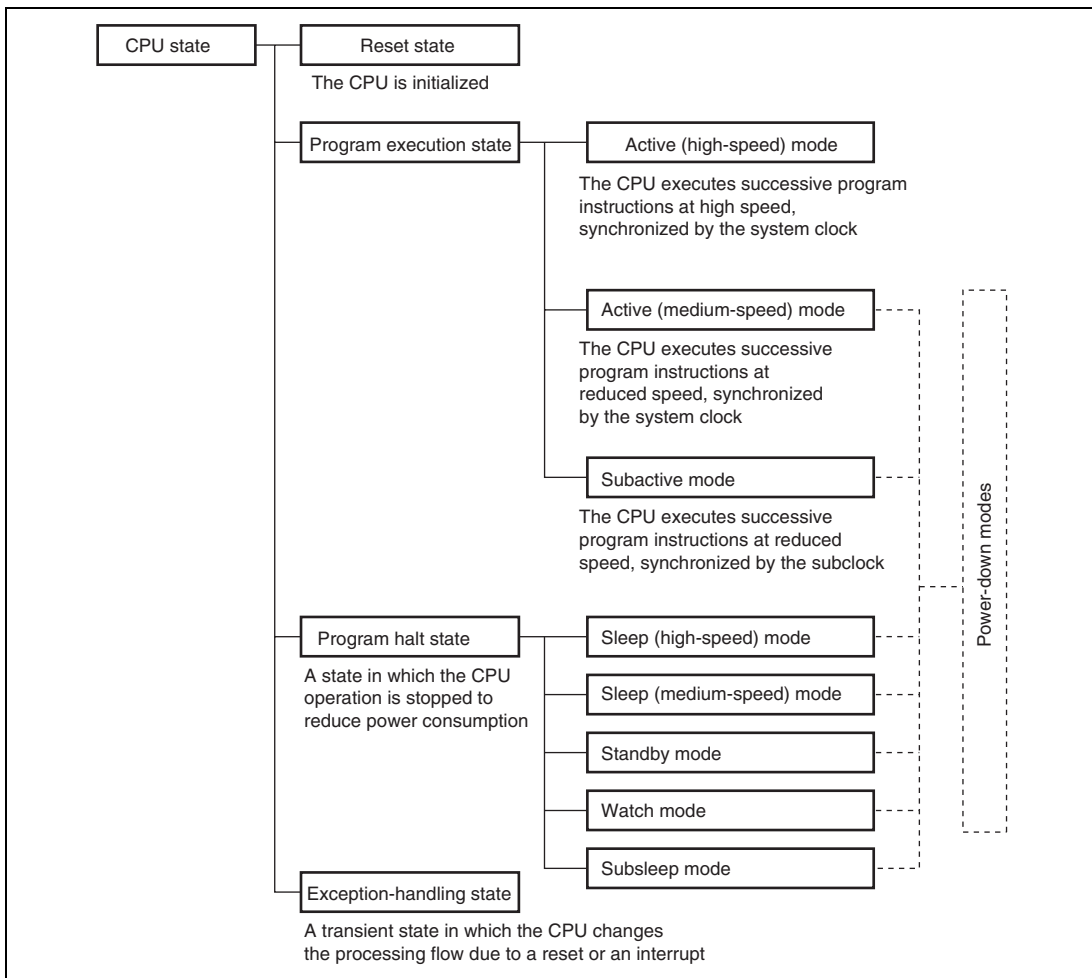 CPU state
Reset state
The CPU is initialized
Program execution state
Active (high-speed) mode
The CPU executes successive program
instructions at high speed,
synchronized by the system clock
Active (medium-speed) mode
The CPU executes successive
program instructions at
reduced speed, synchronized
by the system clock
Subactive mode
The CPU executes successive
program instructions at reduced
speed, synchronized by the subclock
Power-down modes
Program halt state
A state in which the CPU
operation is stopped to
reduce power consumption
Sleep (high-speed) mode
Sleep (medium-speed) mode
Standby mode
Watch mode
Subsleep mode
Exception-handling state
A transient state in which the CPU changes
the processing flow due to a reset or an interrupt